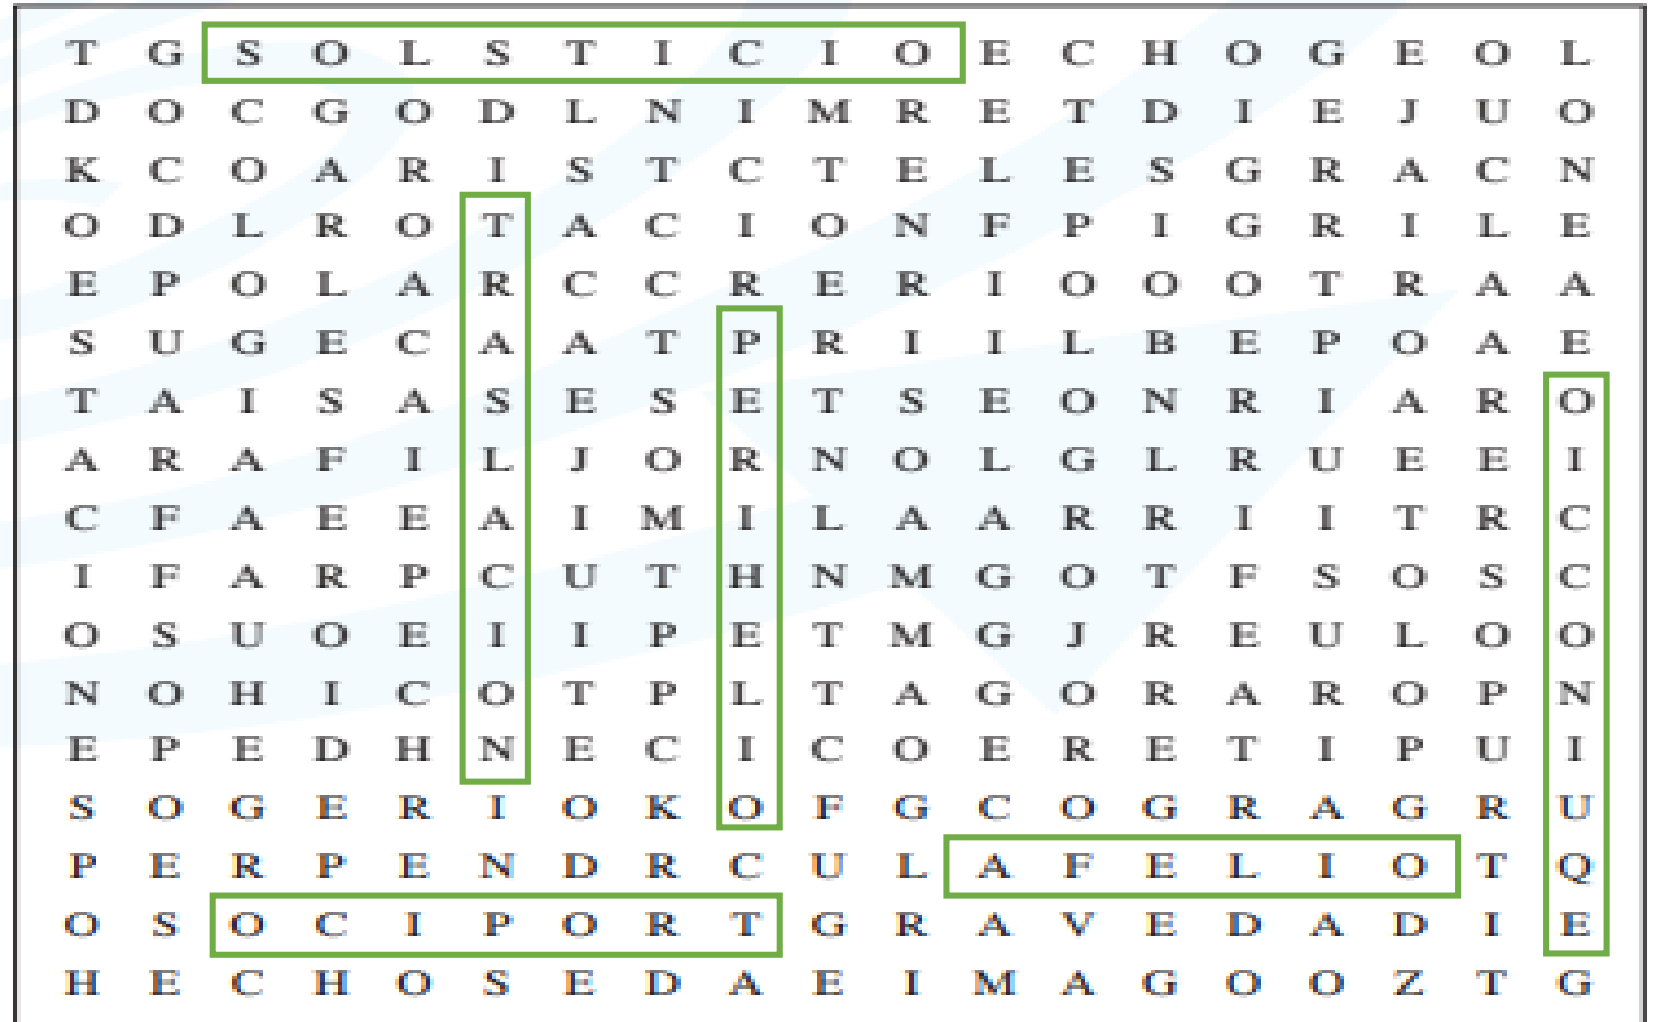 T G S O L S T I C I O E C H O G E O L
D O C G O D L N I M R E T D I E J U O
K C O A R I S T C T E L E S G R A C N
O D L R O T A C I O N F P I G R I L E
E P O L A R C C R E R I O O O T R A A
S U G E C A A T P R I I L B E P O A E
T A I S A S E S E T S E O N R I A R O
A R A F I L J O R N O L G L R U E E I
C F A E E A I M I L A A R R I I T R C
I F A R P C U T H N M G O T F S O S C
O S U O E I I P E T M G J R E U L O O
N O H I C O T P L T A G O R A R O P N
E P E D H N E C I C O E R E T I P U I
S O G E R I O K O F G C O G R A G R U
P E R P E N D R C U L A F E L I O T Q
O S O C I P O R T G R A V E D A D I E
H E C H O S E D A E I M A G O O Z T G